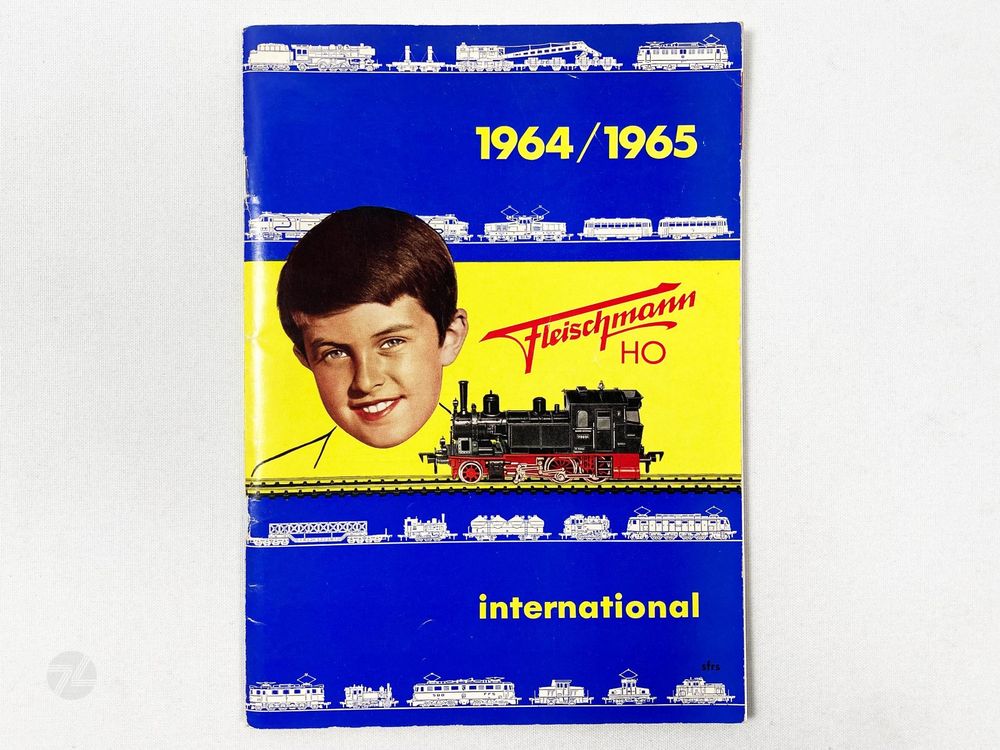 1964/1965
Fleischmann
HO
international
sfrs